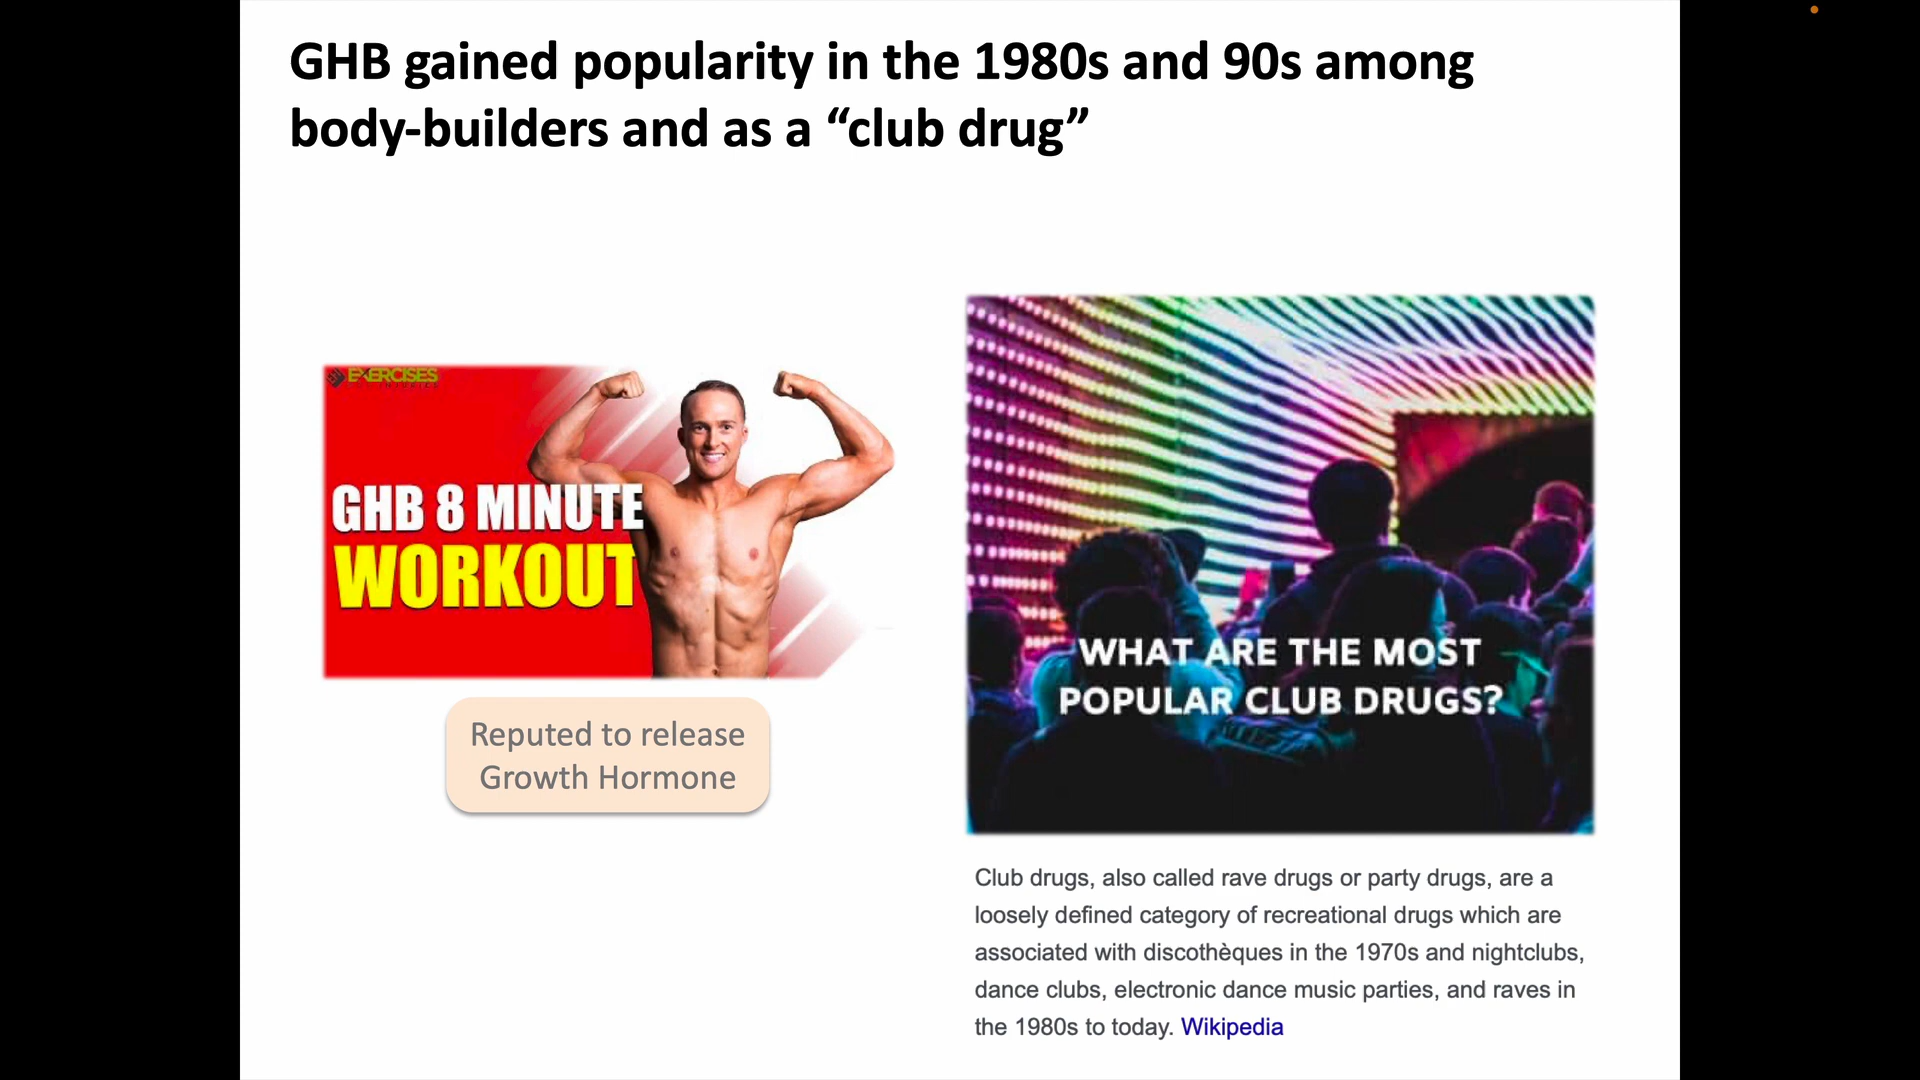 GHB gained popularity in the 1980s and 90s among
body-builders and as a “club drug”
EXERCISES
GHB 8 MINUTE
WORKOUT
Reputed to release
Growth Hormone
WHAT ARE THE MOST
POPULAR CLUB DRUGS?
Club drugs, also called rave drugs or party drugs, are a
loosely defined category of recreational drugs which are
associated with discothèques in the 1970s and nightclubs,
dance clubs, electronic dance music parties, and raves in
the 1980s to today. Wikipedia